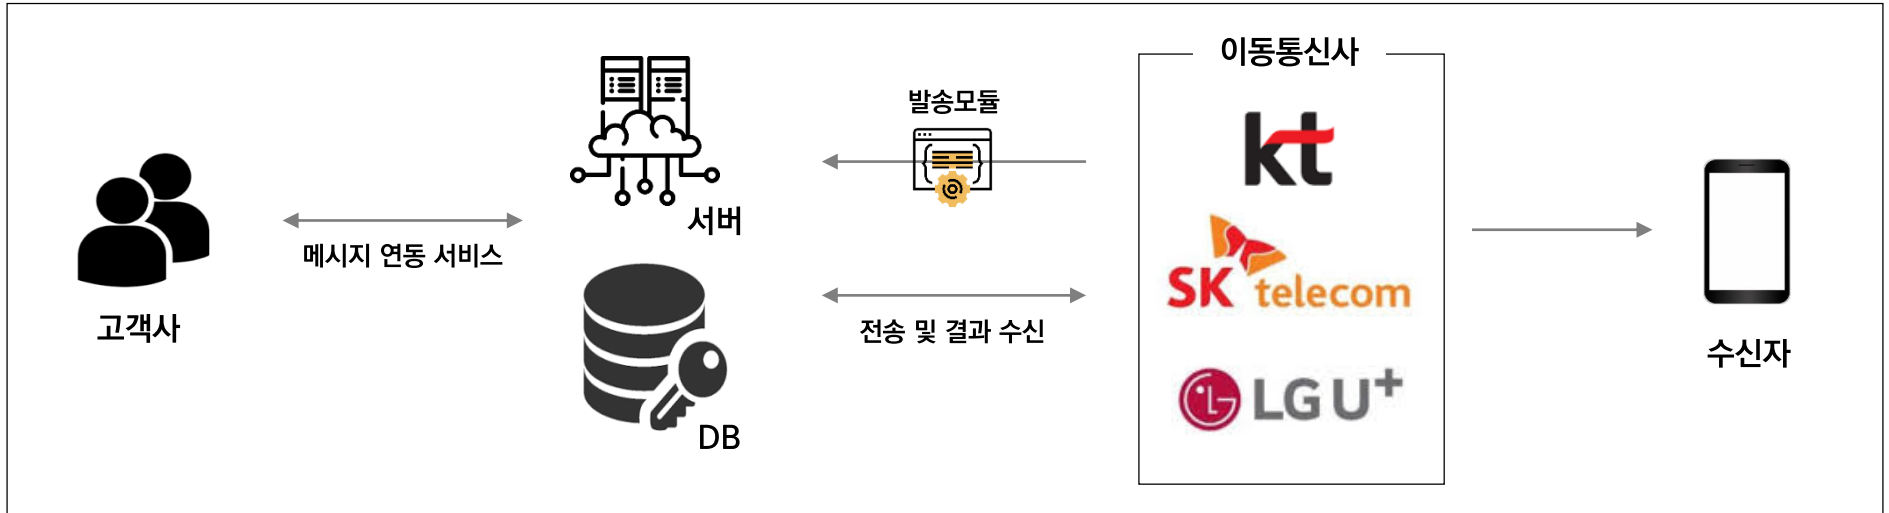 고객사
메시지 연동 서비스
서버
DB
발송모듈
전송 및 결과 수신
이동통신사
kt
SK telecom
LG U+
수신자